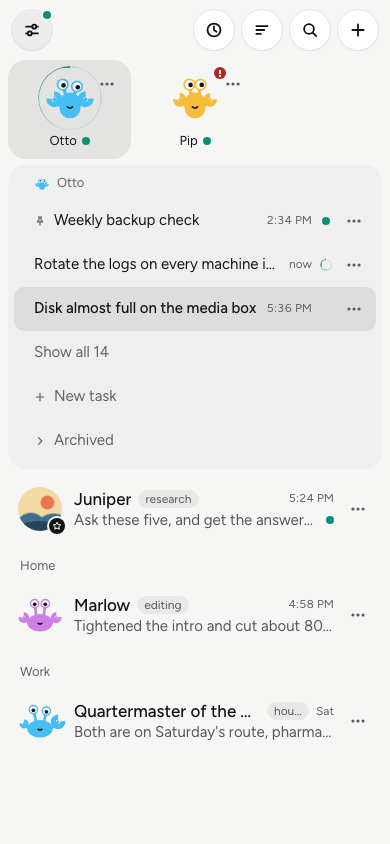 Otto
Pip
Otto
Weekly backup check 2:34 PM
Rotate the logs on every machine i... now
Disk almost full on the media box 5:36 PM
Show all 14
New task
Archived
Juniper research 5:24 PM
Ask these five, and get the answer...
Home
Marlow editing 4:58 PM
Tightened the intro and cut about 80...
Work
Quartermaster of the ... hou... Sat
Both are on Saturday's route, pharma...